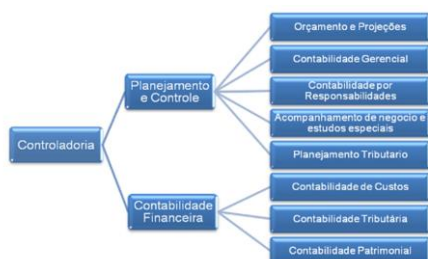 Controladoria
Planejamento
e Controle
Orçamento e Projeções
Contabilidade Gerencial
Contabilidade por
Responsabilidades
Acompanhamento de negocio e
estudos especiais
Planejamento Tributario
Contabilidade
Financeira
Contabilidade de Custos
Contabilidade Tributária
Contabilidade Patrimonial